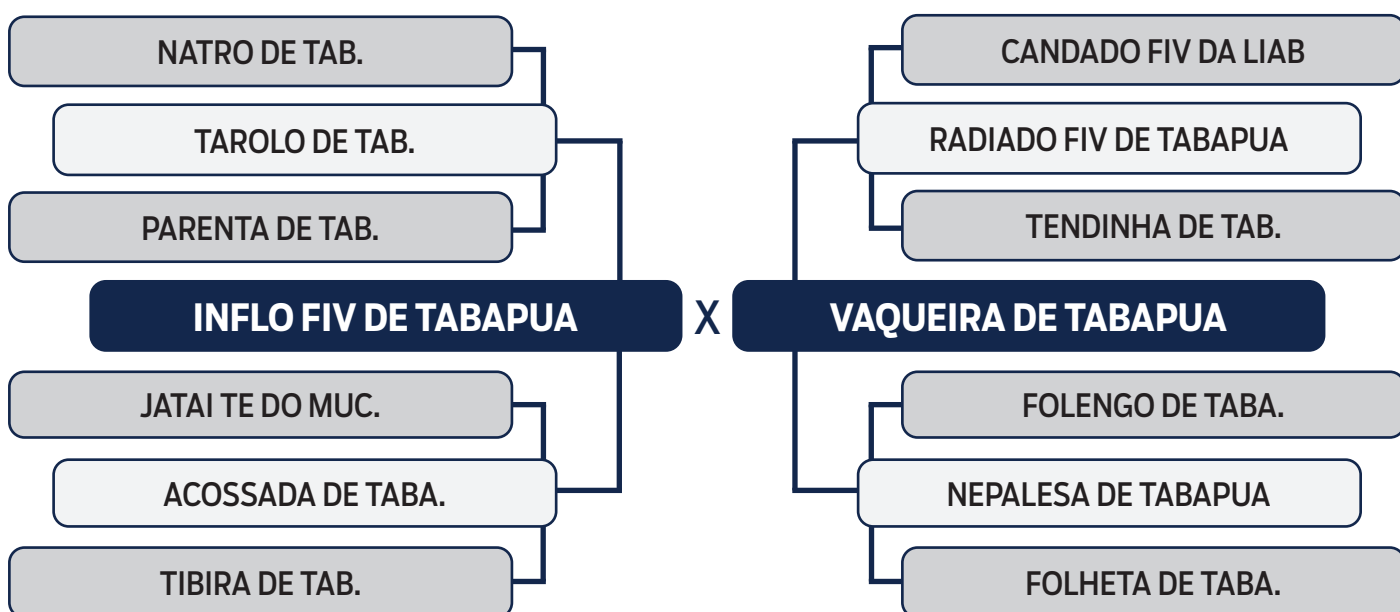 NATRO DE TAB.
TAROLO DE TAB.
PARENTA DE TAB.
INFLO FIV DE TABAPUA
JATAI TE DO MUC.
ACOSSADA DE TABA.
TIBIRA DE TAB.
X
CANDADO FIV DA LIAB
RADIADO FIV DE TABAPUA
TENDINHA DE TAB.
VAQUEIRA DE TABAPUA
FOLENGO DE TABA.
NEPALESA DE TABAPUA
FOLHETA DE TABA.